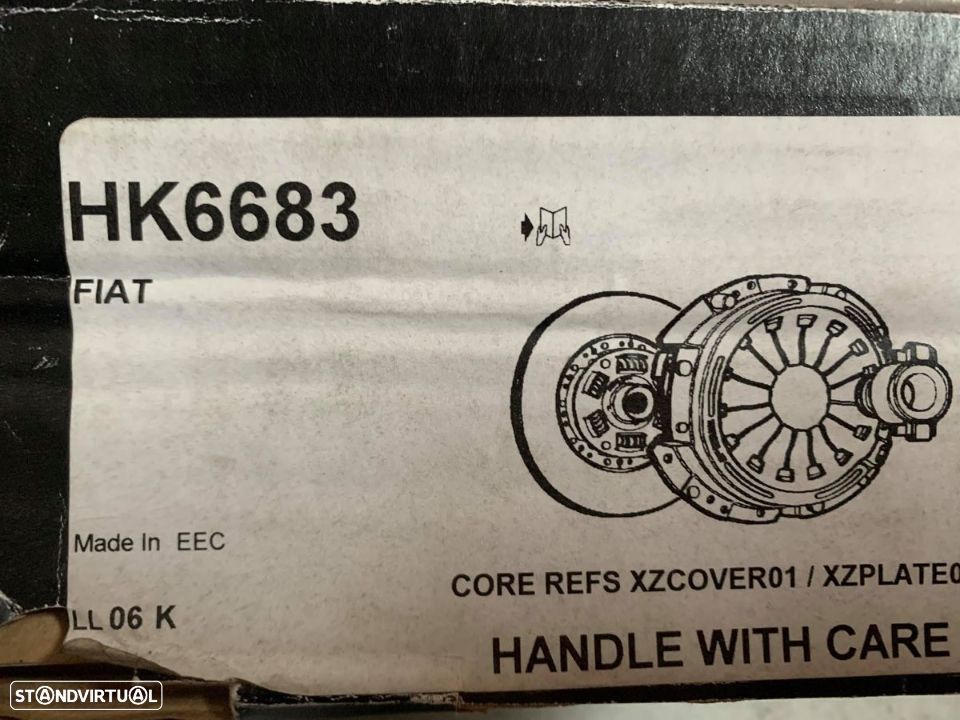 HK6683
FIAT
Made In EEC
CORE REFS XZCOVER01 / XZPLATE0
LL 06 K
HANDLE WITH CARE
STANDVIRTUAL